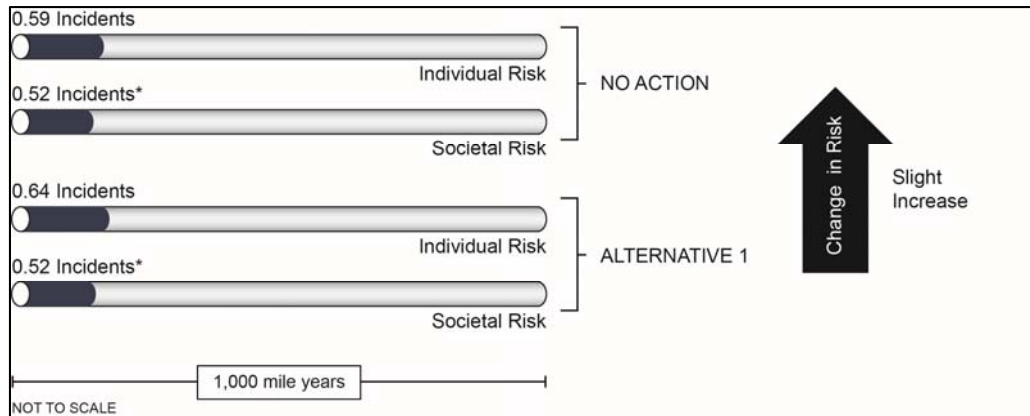 0.59 Incidents
Individual Risk
NO ACTION
0.52 Incidents*
Societal Risk
0.64 Incidents
Individual Risk
ALTERNATIVE 1
0.52 Incidents*
Societal Risk
Change in Risk
Slight
Increase
1,000 mile years
NOT TO SCALE